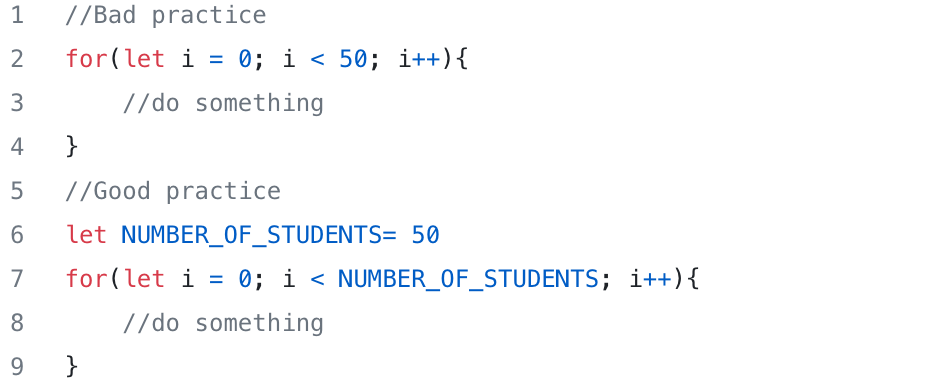 1 //Bad practice
2 for(let i = 0; i < 50; i++){
3 //do something
4 }
5 //Good practice
6 let NUMBER_OF_STUDENTS= 50
7 for(let i = 0; i < NUMBER_OF_STUDENTS; i++){
8 //do something
9 }